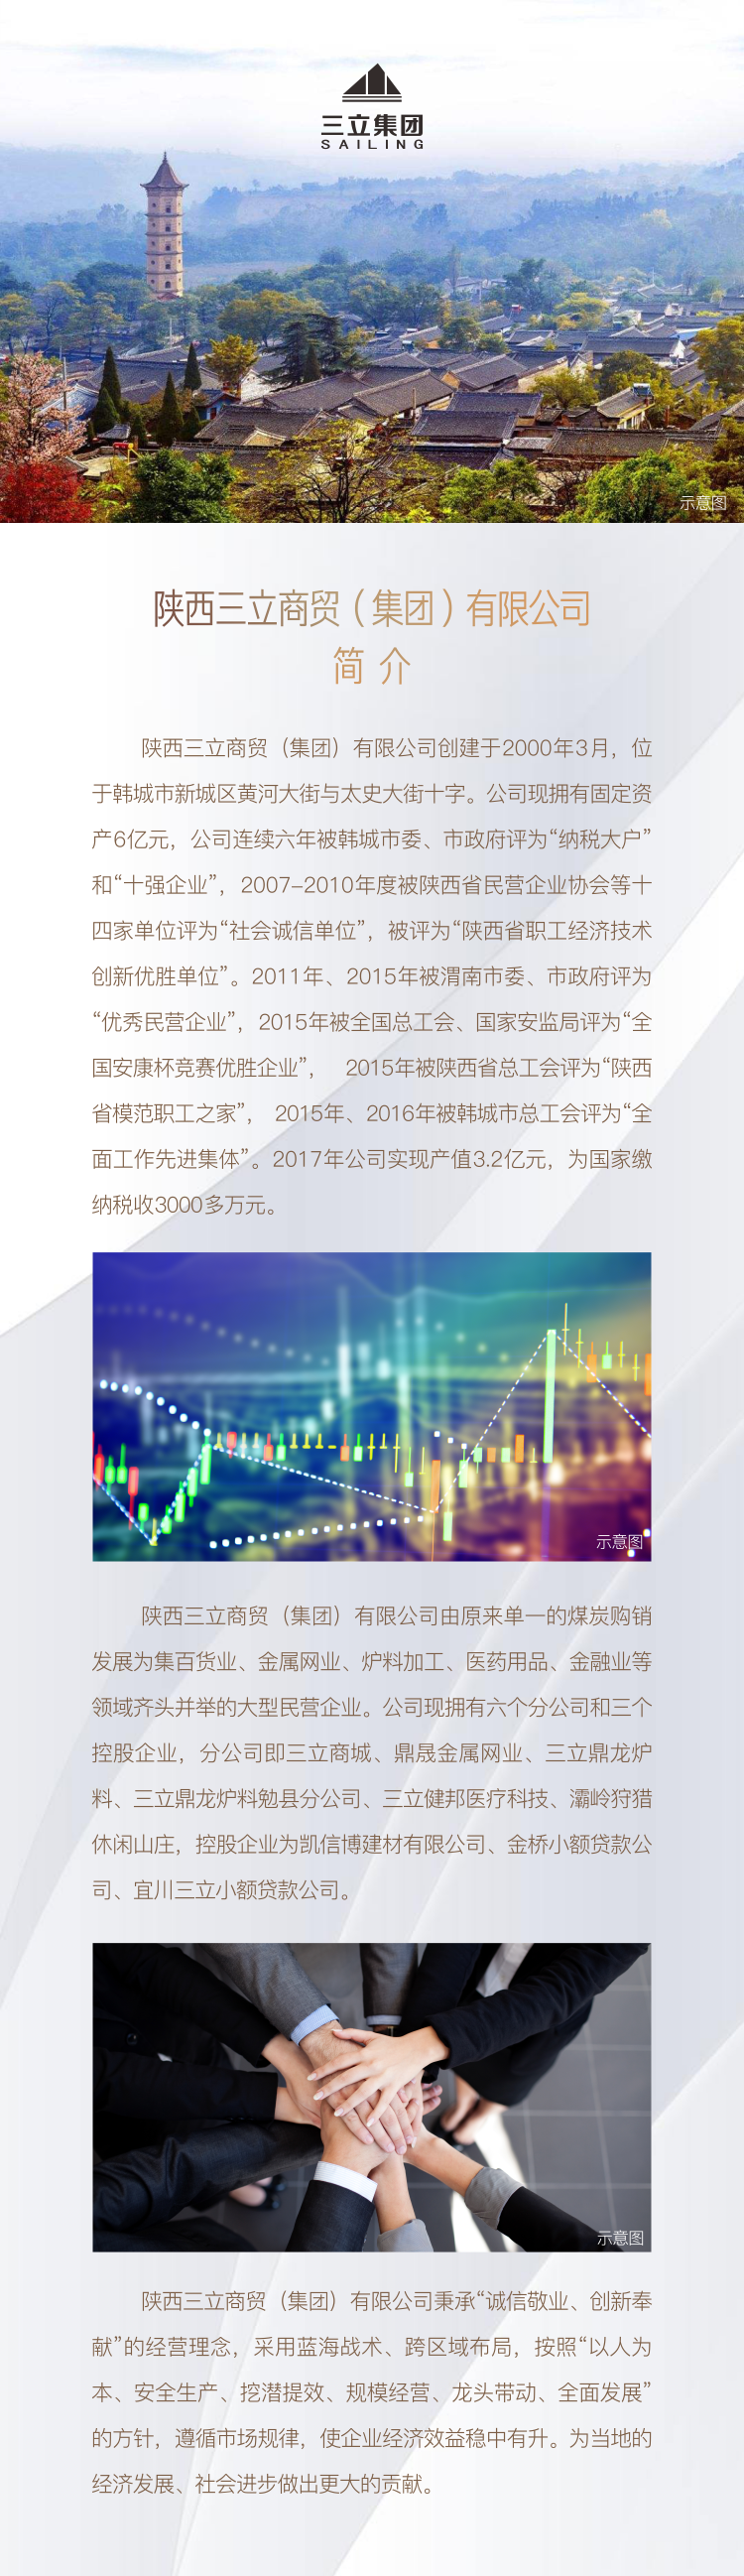 三立集团
SAILING
示意图
陕西三立商贸（集团）有限公司
简 介
陕西三立商贸（集团）有限公司创建于2000年3月，位
于韩城市新城区黄河大街与太史大街十字。公司现拥有固定资
产6亿元，公司连续六年被韩城市委、市政府评为“纳税大户”
和“十强企业”，2007-2010年度被陕西省民营企业协会等十
四家单位评为“社会诚信单位”，被评为“陕西省职工经济技术
创新优胜单位”。2011年、2015年被渭南市委、市政府评为
“优秀民营企业”，2015年被全国总工会、国家安监局评为“全
国安康杯竞赛优胜企业”， 2015年被陕西省总工会评为“陕西
省模范职工之家”， 2015年、2016年被韩城市总工会评为“全
面工作先进集体”。2017年公司实现产值3.2亿元，为国家缴
纳税收3000多万元。
示意图
陕西三立商贸（集团）有限公司由原来单一的煤炭购销
发展为集百货业、金属网业、炉料加工、医药用品、金融业等
领域齐头并举的大型民营企业。公司现拥有六个分公司和三个
控股企业，分公司即三立商城、鼎晟金属网业、三立鼎龙炉
料、三立鼎龙炉料勉县分公司、三立健邦医疗科技、灞岭狩猎
休闲山庄，控股企业为凯信博建材有限公司、金桥小额贷款公
司、宜川三立小额贷款公司。
示意图
陕西三立商贸（集团）有限公司秉承“诚信敬业、创新奉
献”的经营理念，采用蓝海战术、跨区域布局，按照“以人为
本、安全生产、挖潜提效、规模经营、龙头带动、全面发展”
的方针，遵循市场规律，使企业经济效益稳中有升。为当地的
经济发展、社会进步做出更大的贡献。